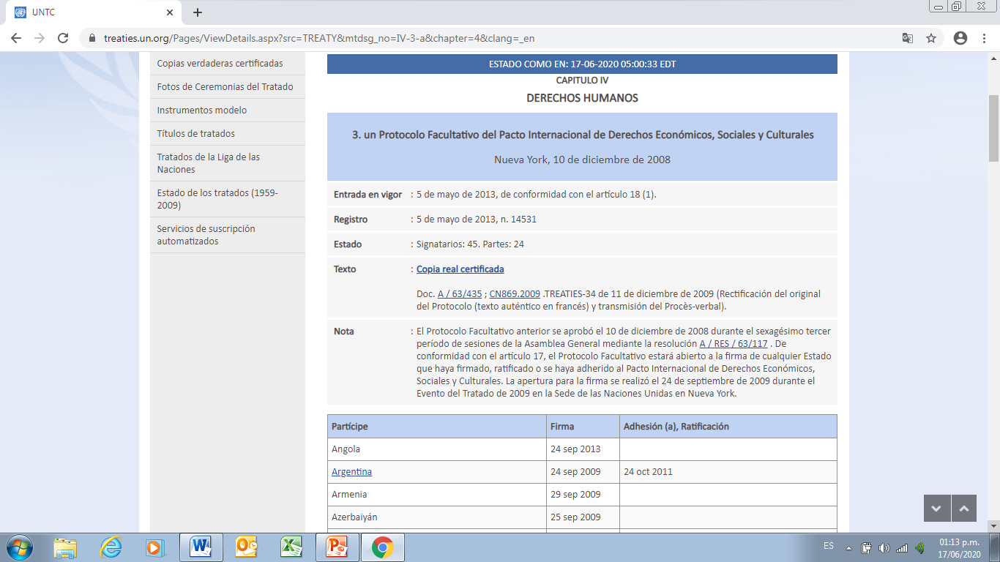 UNTC
treaties.un.org/Pages/ViewDetails.aspx?src=TREATY&mtdsg_no=IV-3-a&chapter=4&clang=_en
Copias verdaderas certificadas
Fotos de Ceremonias del Tratado
Instrumentos modelo
Títulos de tratados
Tratados de la Liga de las
Naciones
Estado de los tratados (1959-
2009)
Servicios de suscripción
automatizados
ESTADO COMO EN: 17-06-2020 05:00:33 EDT
CAPITULO IV
DERECHOS HUMANOS
3. un Protocolo Facultativo del Pacto Internacional de Derechos Económicos, Sociales y Culturales
Nueva York, 10 de diciembre de 2008
Entrada en vigor : 5 de mayo de 2013, de conformidad con el artículo 18 (1).
Registro : 5 de mayo de 2013, n. 14531
Estado : Signatarios: 45. Partes: 24
Texto : Copia real certificada
Doc. A / 63/435 ; CN869.2009 .TREATIES-34 de 11 de diciembre de 2009 (Rectificación del original
del Protocolo (texto auténtico en francés) y transmisión del Procès-verbal).
Nota : El Protocolo Facultativo anterior se aprobó el 10 de diciembre de 2008 durante el sexagésimo tercer
período de sesiones de la Asamblea General mediante la resolución A / RES / 63/117 . De
conformidad con el artículo 17, el Protocolo Facultativo estará abierto a la firma de cualquier Estado
que haya firmado, ratificado o se haya adherido al Pacto Internacional de Derechos Económicos,
Sociales y Culturales. La apertura para la firma se realizó el 24 de septiembre de 2009 durante el
Evento del Tratado de 2009 en la Sede de las Naciones Unidas en Nueva York.
Partícipe Firma Adhesión (a), Ratificación
Angola 24 sep 2013
Argentina 24 sep 2009 24 oct 2011
Armenia 29 sep 2009
Azerbaiyán 25 sep 2009
ES
01:13 p.m.
17/06/2020